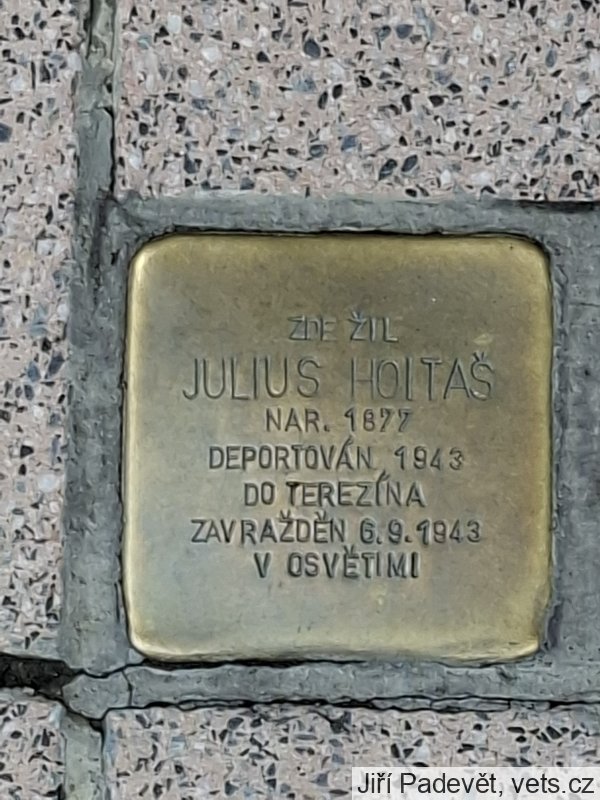 ZDE ŽIL
JULIUS HOITAŠ
NAR. 1877
DEPORTOVÁN 1943
DO TEREZÍNA
ZAVRAŽDĚN 6.9.1943
V OSVĚTIMI
Jiří Padevět, vets.cz